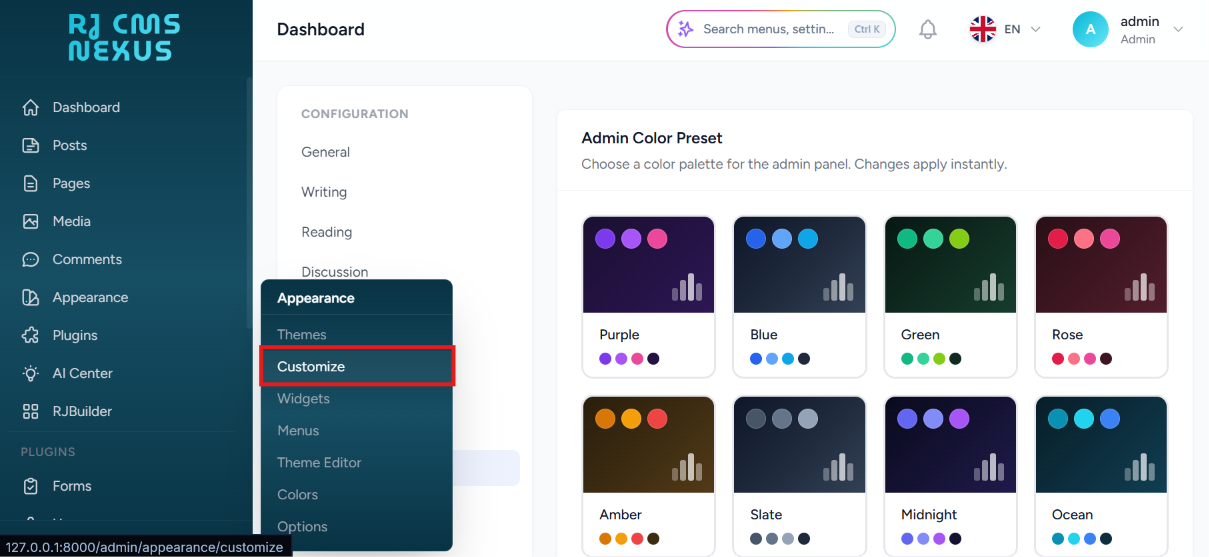 RJ CMS
NEXUS
Dashboard
Posts
Pages
Media
Comments
Appearance
Plugins
AI Center
RJBuilder
PLUGINS
Forms
127.0.0.1:8000/admin/appearance/customize
Dashboard
Search menus, settin...
Ctrl K
EN
A
admin
Admin
CONFIGURATION
General
Writing
Reading
Discussion
Appearance
Themes
Customize
Widgets
Menus
Theme Editor
Colors
Options
Admin Color Preset
Choose a color palette for the admin panel. Changes apply instantly.
Purple
Blue
Green
Rose
Amber
Slate
Midnight
Ocean